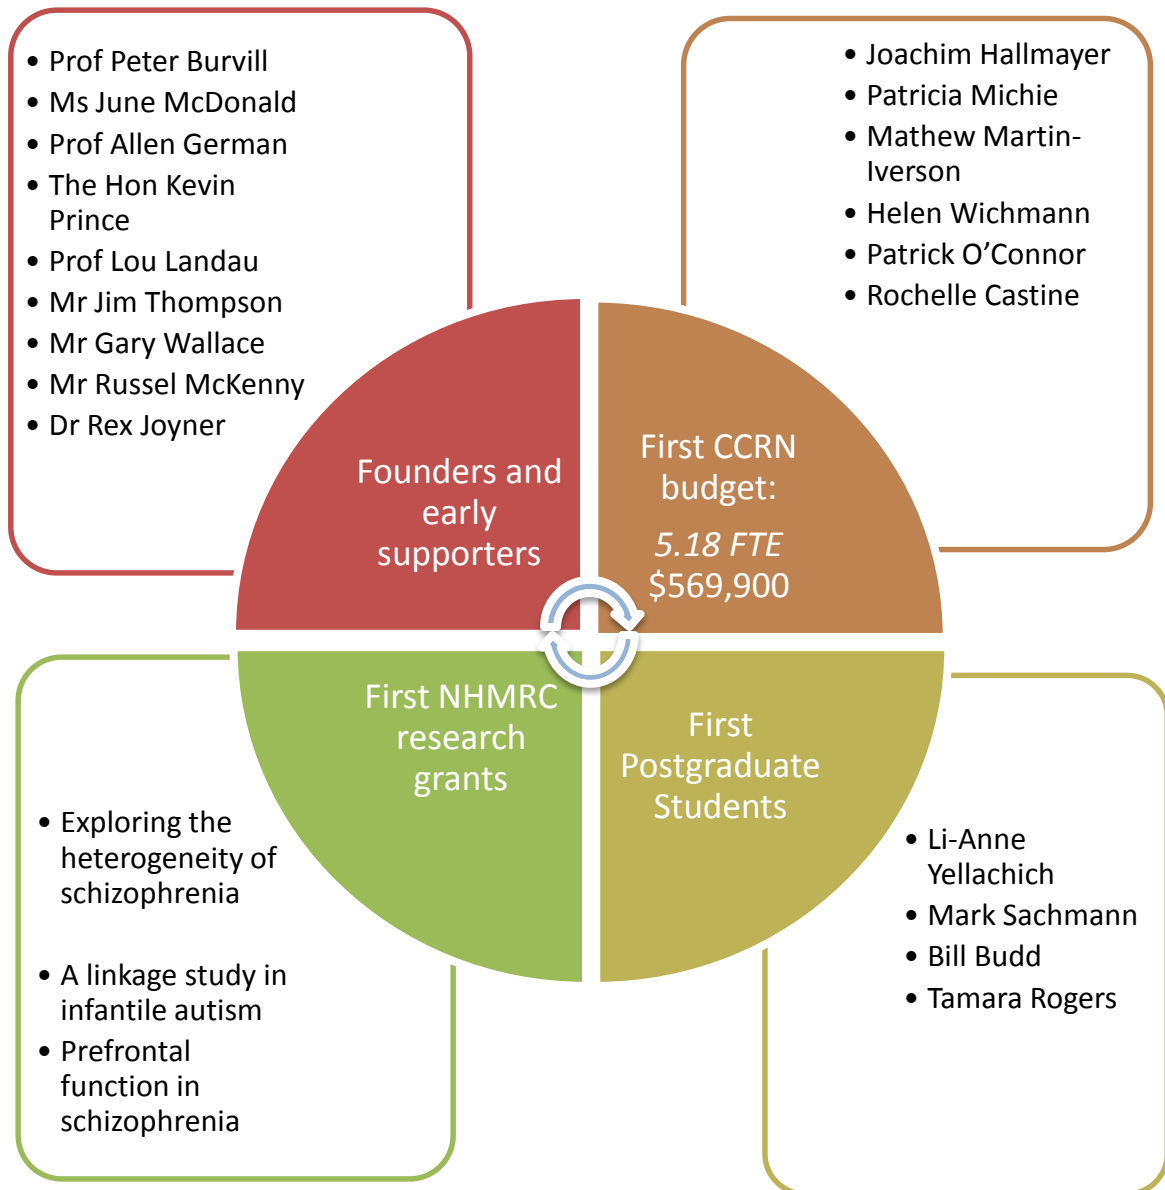 • Prof Peter Burvill
• Ms June McDonald
• Prof Allen German
• The Hon Kevin
Prince
• Prof Lou Landau
• Mr Jim Thompson
• Mr Gary Wallace
• Mr Russel McKenny
• Dr Rex Joyner
• Joachim Hallmayer
• Patricia Michie
• Mathew Martin-
Iverson
• Helen Wichmann
• Patrick O’Connor
• Rochelle Castine
Founders and
early
supporters
First CCRN
budget:
5.18 FTE
$569,900
First NHMRC
research
grants
First
Postgraduate
Students
• Exploring the
heterogeneity of
schizophrenia
• A linkage study in
infantile autism
• Prefrontal
function in
schizophrenia
• Li-Anne
Yellachich
• Mark Sachmann
• Bill Budd
• Tamara Rogers